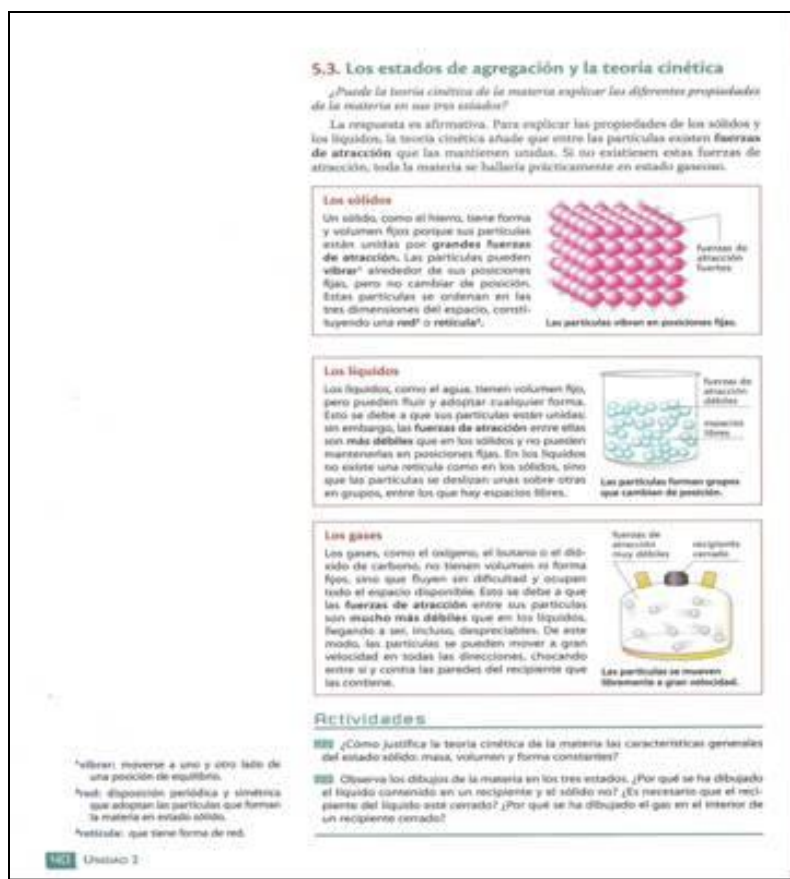 5.3. Los estados de agregación y la teoría cinética
¿Puede la teoría cinética de la materia explicar las diferentes propiedades
de la materia en sus tres estados?
La respuesta es afirmativa. Para explicar las propiedades de los sólidos y
los líquidos, la teoría cinética añade que entre las partículas existen fuerzas
de atracción que las mantienen unidas. Si no existiesen estas fuerzas de
atracción, toda la materia se hallaría prácticamente en estado gaseoso.
Los sólidos
Un sólido, como el hierro, tiene forma
y volumen fijos porque sus partículas
están unidas por grandes fuerzas
de atracción. Las partículas pueden
vibrar* alrededor de sus posiciones
fijas, pero no cambiar de posición.
Estas partículas se ordenan en las
tres dimensiones del espacio, consti-
tuyendo una red* o retícula*.
fuerzas de
atracción
fuertes
Las partículas vibran en posiciones fijas.
Los líquidos
Los líquidos, como el agua, tienen volumen fijo,
pero pueden fluir y adoptar cualquier forma.
Esto se debe a que sus partículas están unidas;
sin embargo, las fuerzas de atracción entre ellas
son más débiles que en los sólidos y no pueden
mantenerlas en posiciones fijas. En los líquidos
no existe una retícula como en los sólidos, sino
que las partículas se deslizan unas sobre otras
en grupos, entre los que hay espacios libres.
fuerzas de
atracción
débiles
espacios
libres
Las partículas forman grupos
que cambian de posición.
Los gases
Los gases, como el oxígeno, el butano o el dió-
xido de carbono, no tienen volumen ni forma
fijos, sino que fluyen sin dificultad y ocupan
todo el espacio disponible. Esto se debe a que
las fuerzas de atracción entre sus partículas
son mucho más débiles que en los líquidos,
llegando a ser, incluso, despreciables. De este
modo, las partículas se pueden mover a gran
velocidad en todas las direcciones, chocando
entre sí y contra las paredes del recipiente que
las contiene.
fuerzas de
atracción
muy débiles
recipiente
cerrado
Las partículas se mueven
libremente a gran velocidad.
Actividades
¿Cómo justifica la teoría cinética de la materia las características generales
del estado sólido: masa, volumen y forma constantes?
Observa los dibujos de la materia en los tres estados. ¿Por qué se ha dibujado
el líquido contenido en un recipiente y el sólido no? ¿Es necesario que el reci-
piente del líquido esté cerrado? ¿Por qué se ha dibujado el gas en el interior de
un recipiente cerrado?
*vibrar: moverse a uno y otro lado de
una posición de equilibrio.
*red: disposición periódica y simétrica
que adoptan las partículas que forman
la materia en estado sólido.
*retícula: que tiene forma de red.
40 Unidad 2